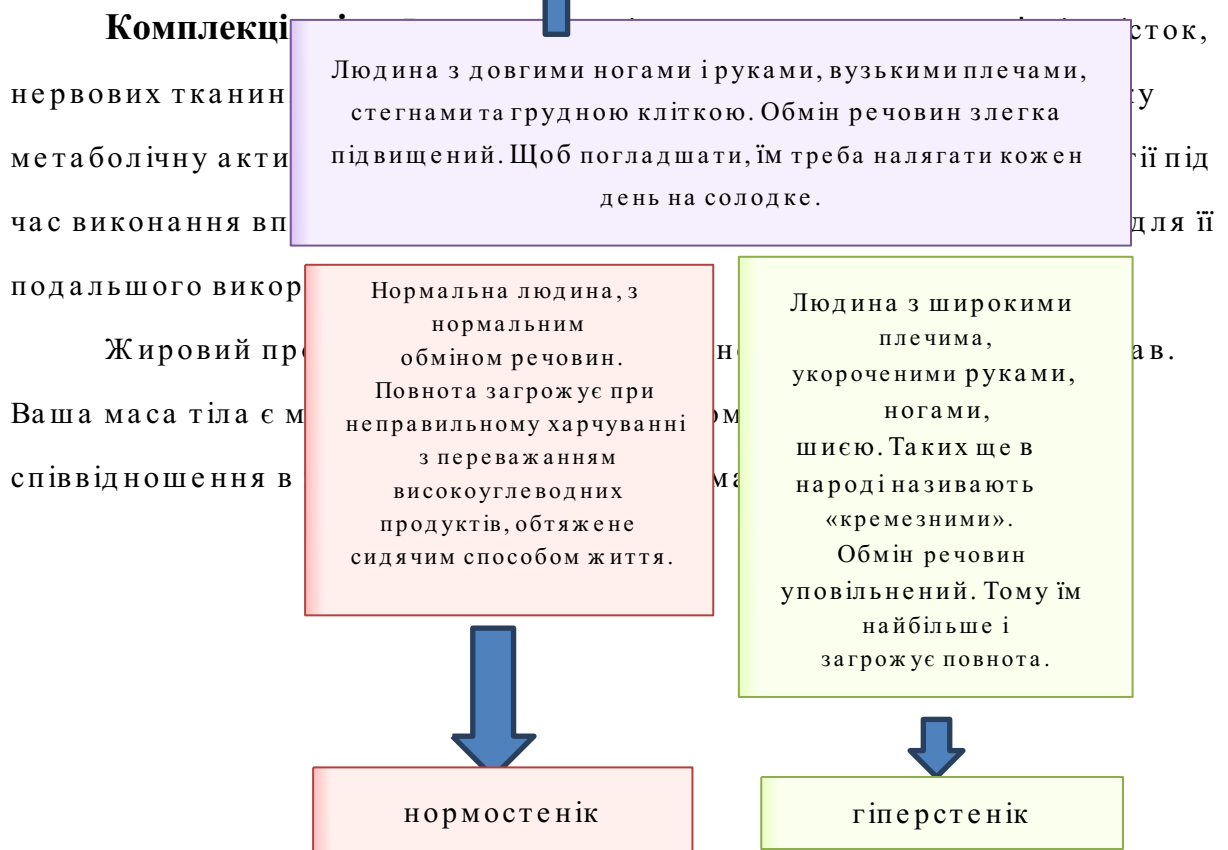 Комплекці
сток,
нервових тканин
метаболічну акти
ії під
час виконання вп
для її
подальшого викор
Жировий пр
ав.
Ваша маса тіла є м
співвідношення в
Людина з довгими ногами і руками, вузькими плечами,
стегнами та грудною кліткою. Обмін речовин злегка
підвищений. Щоб погладшати, їм треба налягати кожен
день на солодке.
Нормальна людина, з
нормальним
обміном речовин.
Повнота загрожує при
неправильному харчуванні
з переважанням
високоуглеводних
продуктів, обтяжене
сидячим способом життя.
Людина з широкими
плечима,
укороченими руками,
ногами,
шиєю. Таких ще в
народі називають
«кремезними».
Обмін речовин
уповільнений. Тому їм
найбільше і
загрожує повнота.
нормостенік
гіперстенік